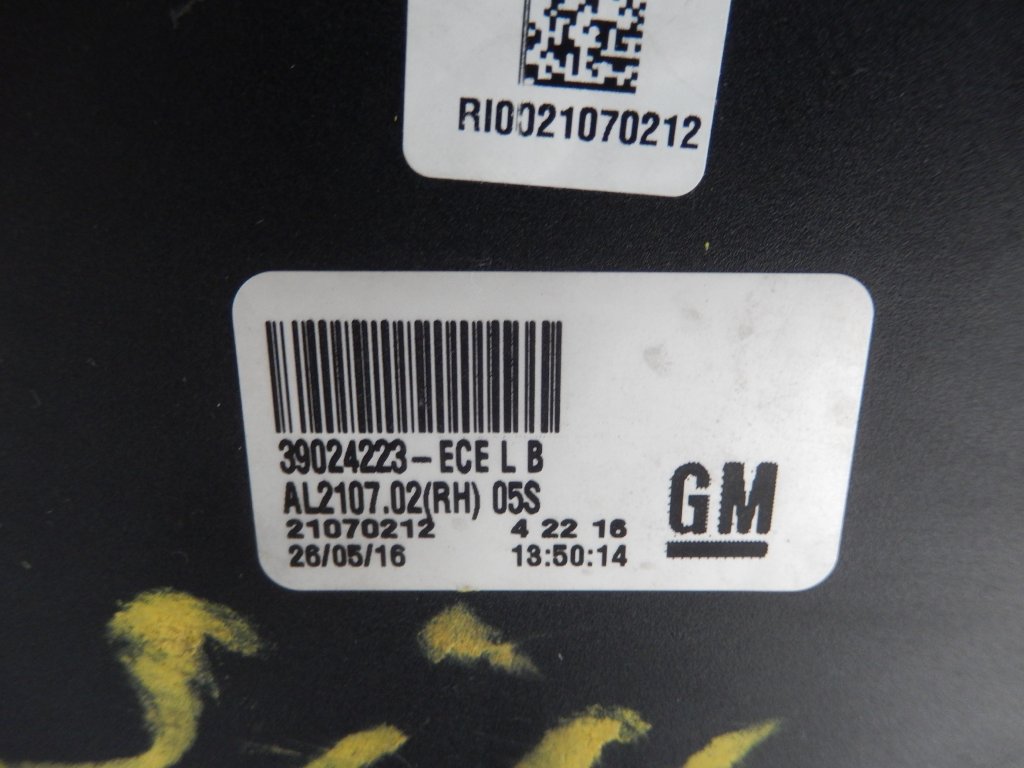 RI0021070212
39024223-ECE L B
AL2107.02(RH) 05S
21070212 4 22 16
26/05/16 13:50:14
GM